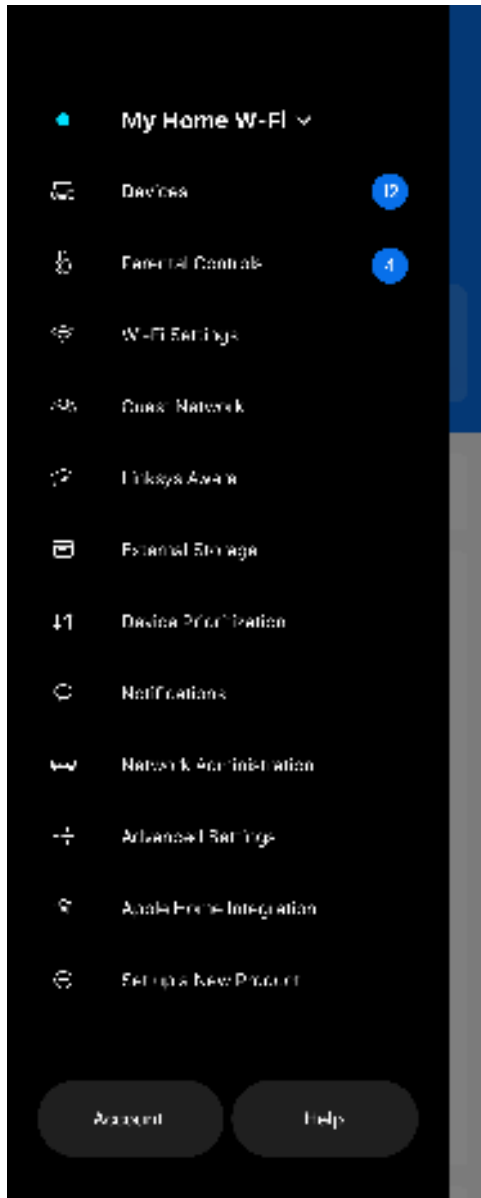 My Home W-Fi
Devices
12
Parental Controls
4
Wi-Fi Settings
Guest Network
Linksys Aware
External Storage
Device Prioritization
Notifications
Network Administration
Advanced Settings
Apple Home Integration
Set up a New Product
Account
Help